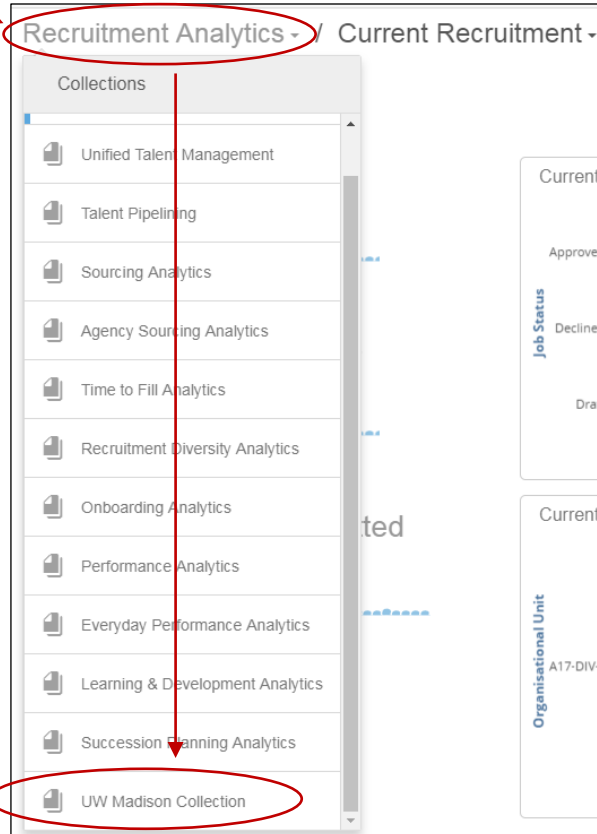 Recruitment Analytics / Current Recruitment
Collections
Unified Talent Management
Talent Pipelining
Sourcing Analytics
Agency Sourcing Analytics
Time to Fill Analytics
Recruitment Diversity Analytics
Onboarding Analytics
Performance Analytics
Everyday Performance Analytics
Learning & Development Analytics
Succession Planning Analytics
UW Madison Collection
ted
Current
Job Status
Approve
Decline
Dra
Current
Organisational Unit
A17-DIV-